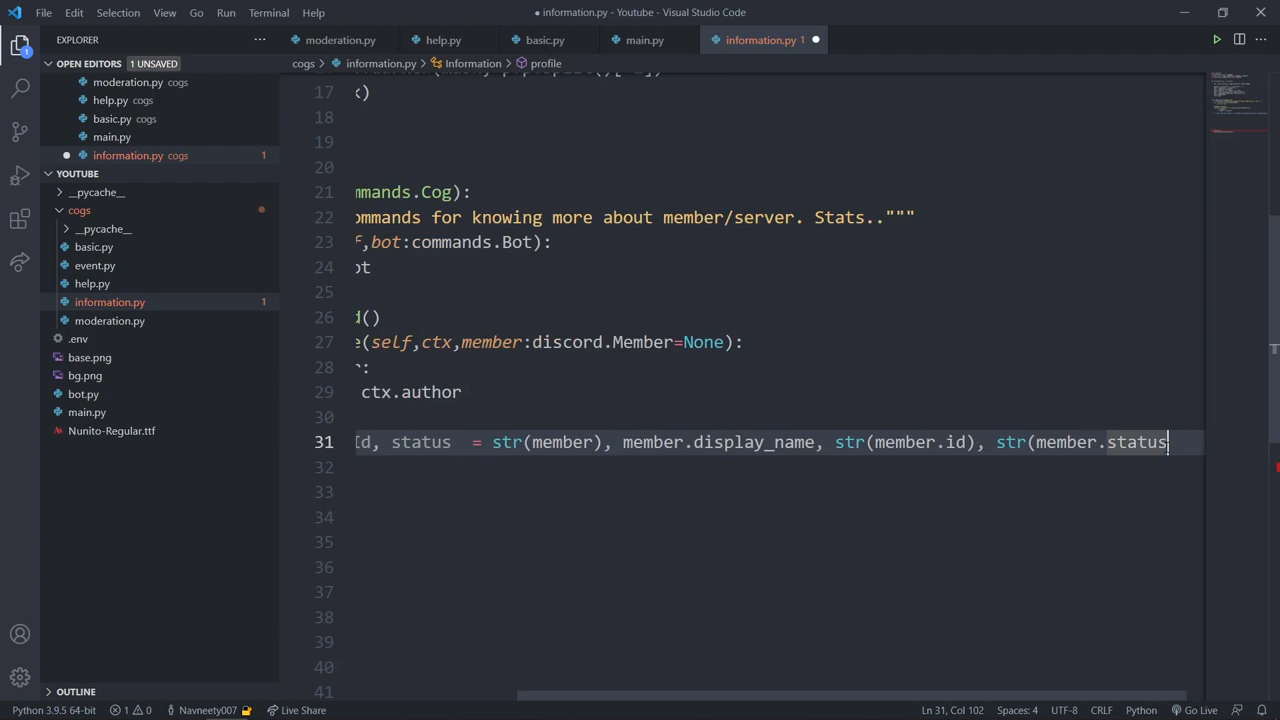 File Edit Selection View Go Run Terminal Help
● information.py - Youtube - Visual Studio Code
EXPLORER
moderation.py help.py basic.py main.py information.py 1
OPEN EDITORS 1 UNSAVED
moderation.py cogs
help.py cogs
basic.py cogs
main.py
information.py cogs 1
YOUTUBE
__pycache__
cogs
__pycache__
basic.py
event.py
help.py
information.py 1
moderation.py
.env
base.png
bg.png
bot.py
main.py
Nunito-Regular.ttf
OUTLINE
cogs > information.py > Information > profile
17 x)
18
19
20
21 mmands.Cog):
22 ommands for knowing more about member/server. Stats.."""
23 f,bot:commands.Bot):
24 ot
25
26 d()
27 e(self,ctx,member:discord.Member=None):
28 r:
29 ctx.author
30
31 Id, status = str(member), member.display_name, str(member.id), str(member.status
32
33
34
35
36
37
38
39
40
41
Python 3.9.5 64-bit 1 0 Navneety007 Live Share Ln 31, Col 102 Spaces: 4 UTF-8 CRLF Python Go Live